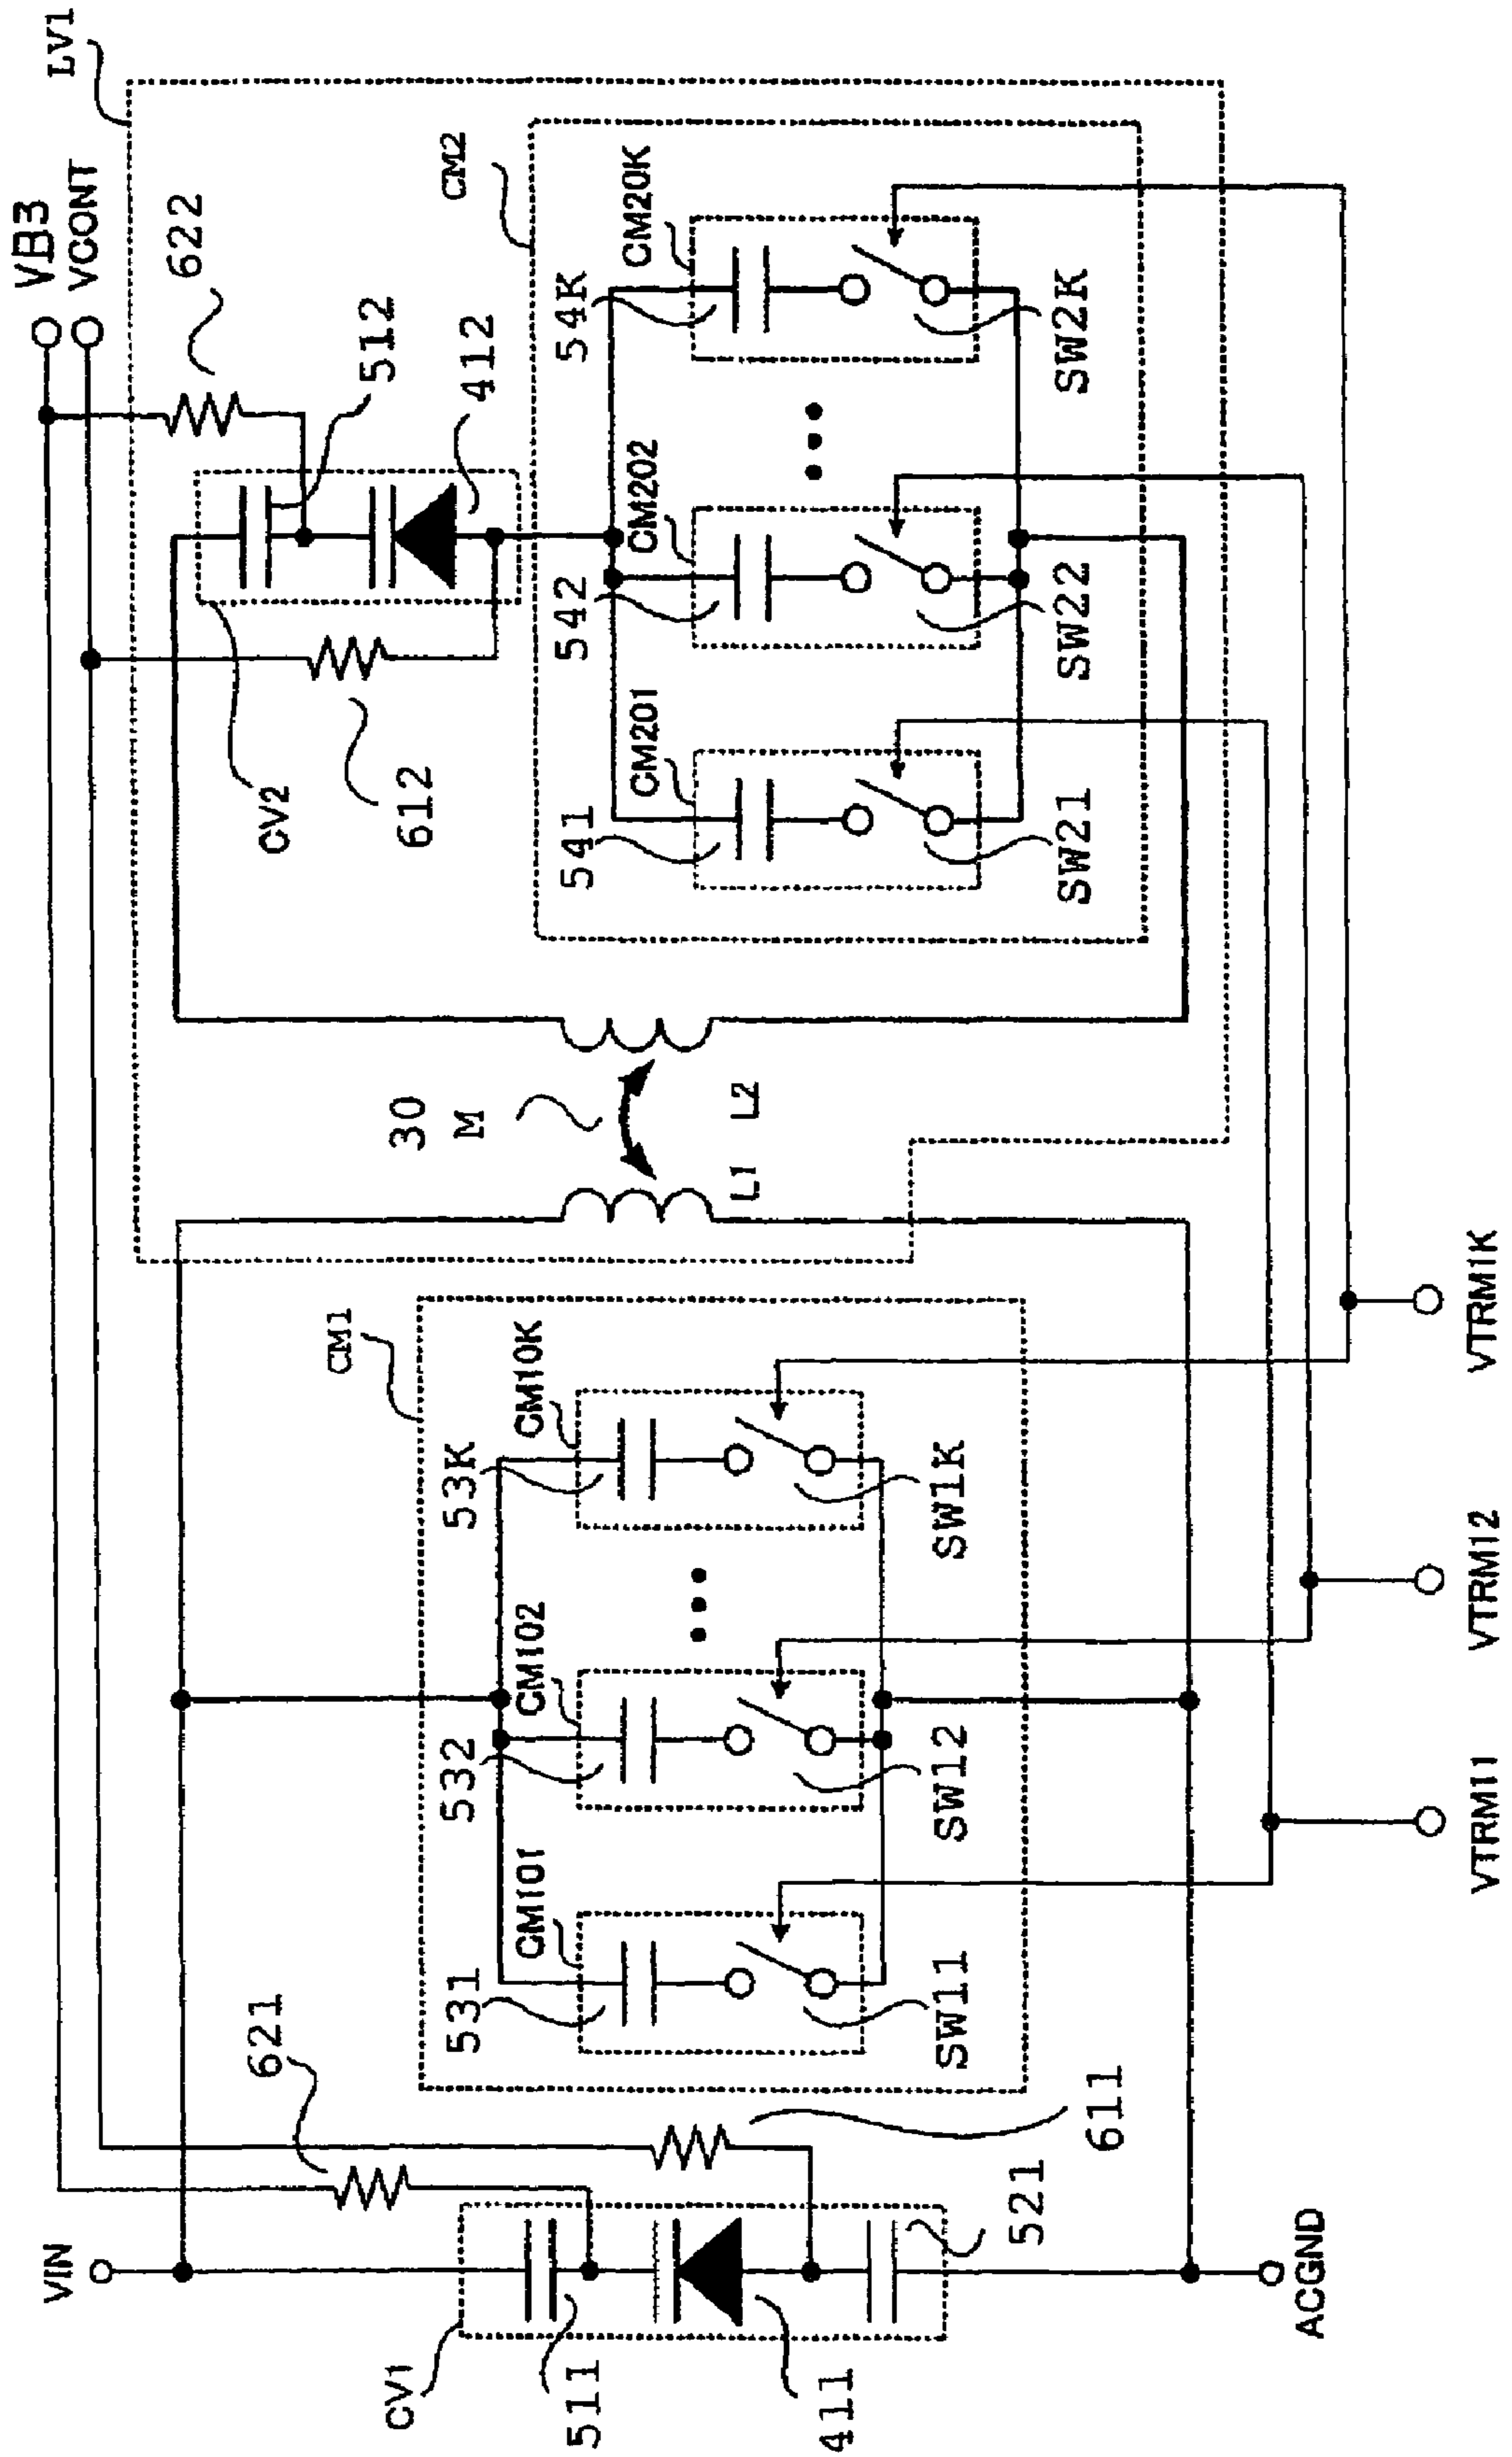 LV1
VB3
VCONT
622
512
412
CM2
CM20K
54K
SW2K
CM202
542
SW22
CM201
541
SW21
CV2
612
30
M
L1
L2
CM1
CM10K
53K
SW1K
CM102
532
SW12
CM101
531
SW11
621
611
521
VIN
CV1
511
411
ACGND
VTRM11
VTRM12
VTRM1K